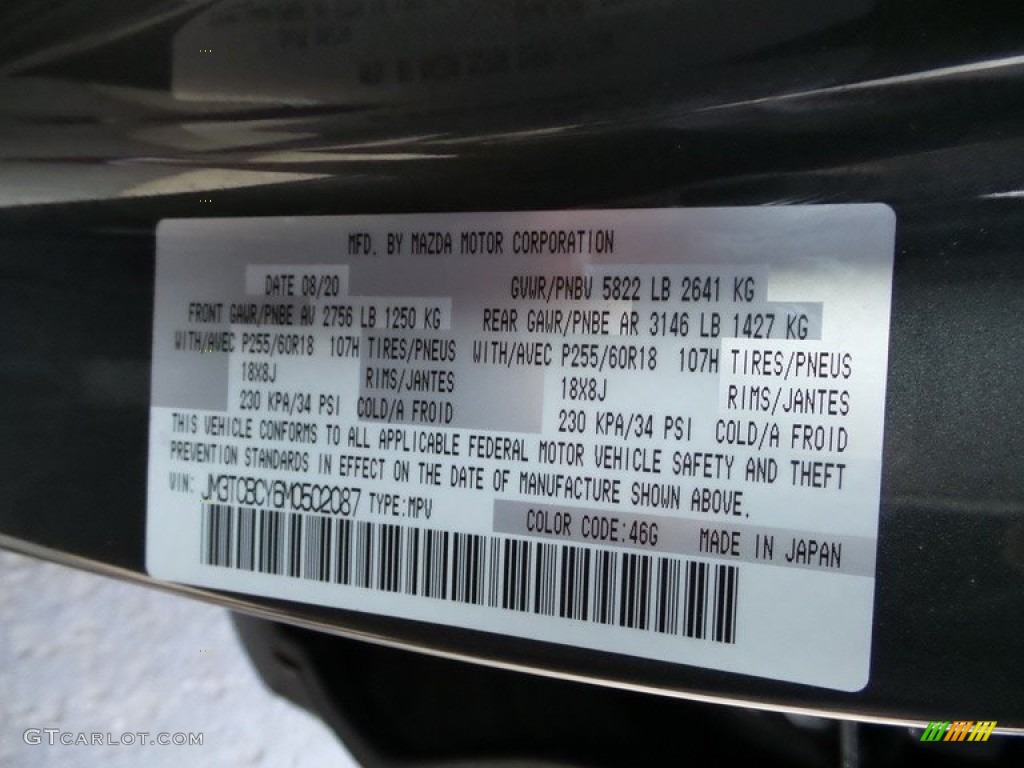 MFD. BY MAZDA MOTOR CORPORATION
DATE 08/20 GVWR/PNBV 5822 LB 2641 KG
FRONT GAWR/PNBE AV 2756 LB 1250 KG REAR GAWR/PNBE AR 3146 LB 1427 KG
WITH/AVEC P255/60R18 107H TIRES/PNEUS WITH/AVEC P255/60R18 107H TIRES/PNEUS
18X8J RIMS/JANTES 18X8J RIMS/JANTES
230 KPA/34 PSI COLD/A FROID 230 KPA/34 PSI COLD/A FROID
THIS VEHICLE CONFORMS TO ALL APPLICABLE FEDERAL MOTOR VEHICLE SAFETY AND THEFT
PREVENTION STANDARDS IN EFFECT ON THE DATE OF MANUFACTURE SHOWN ABOVE.
VIN: JM3TCBCY6M0502087 TYPE:MPV
COLOR CODE:46G MADE IN JAPAN
GTCARLOT.COM